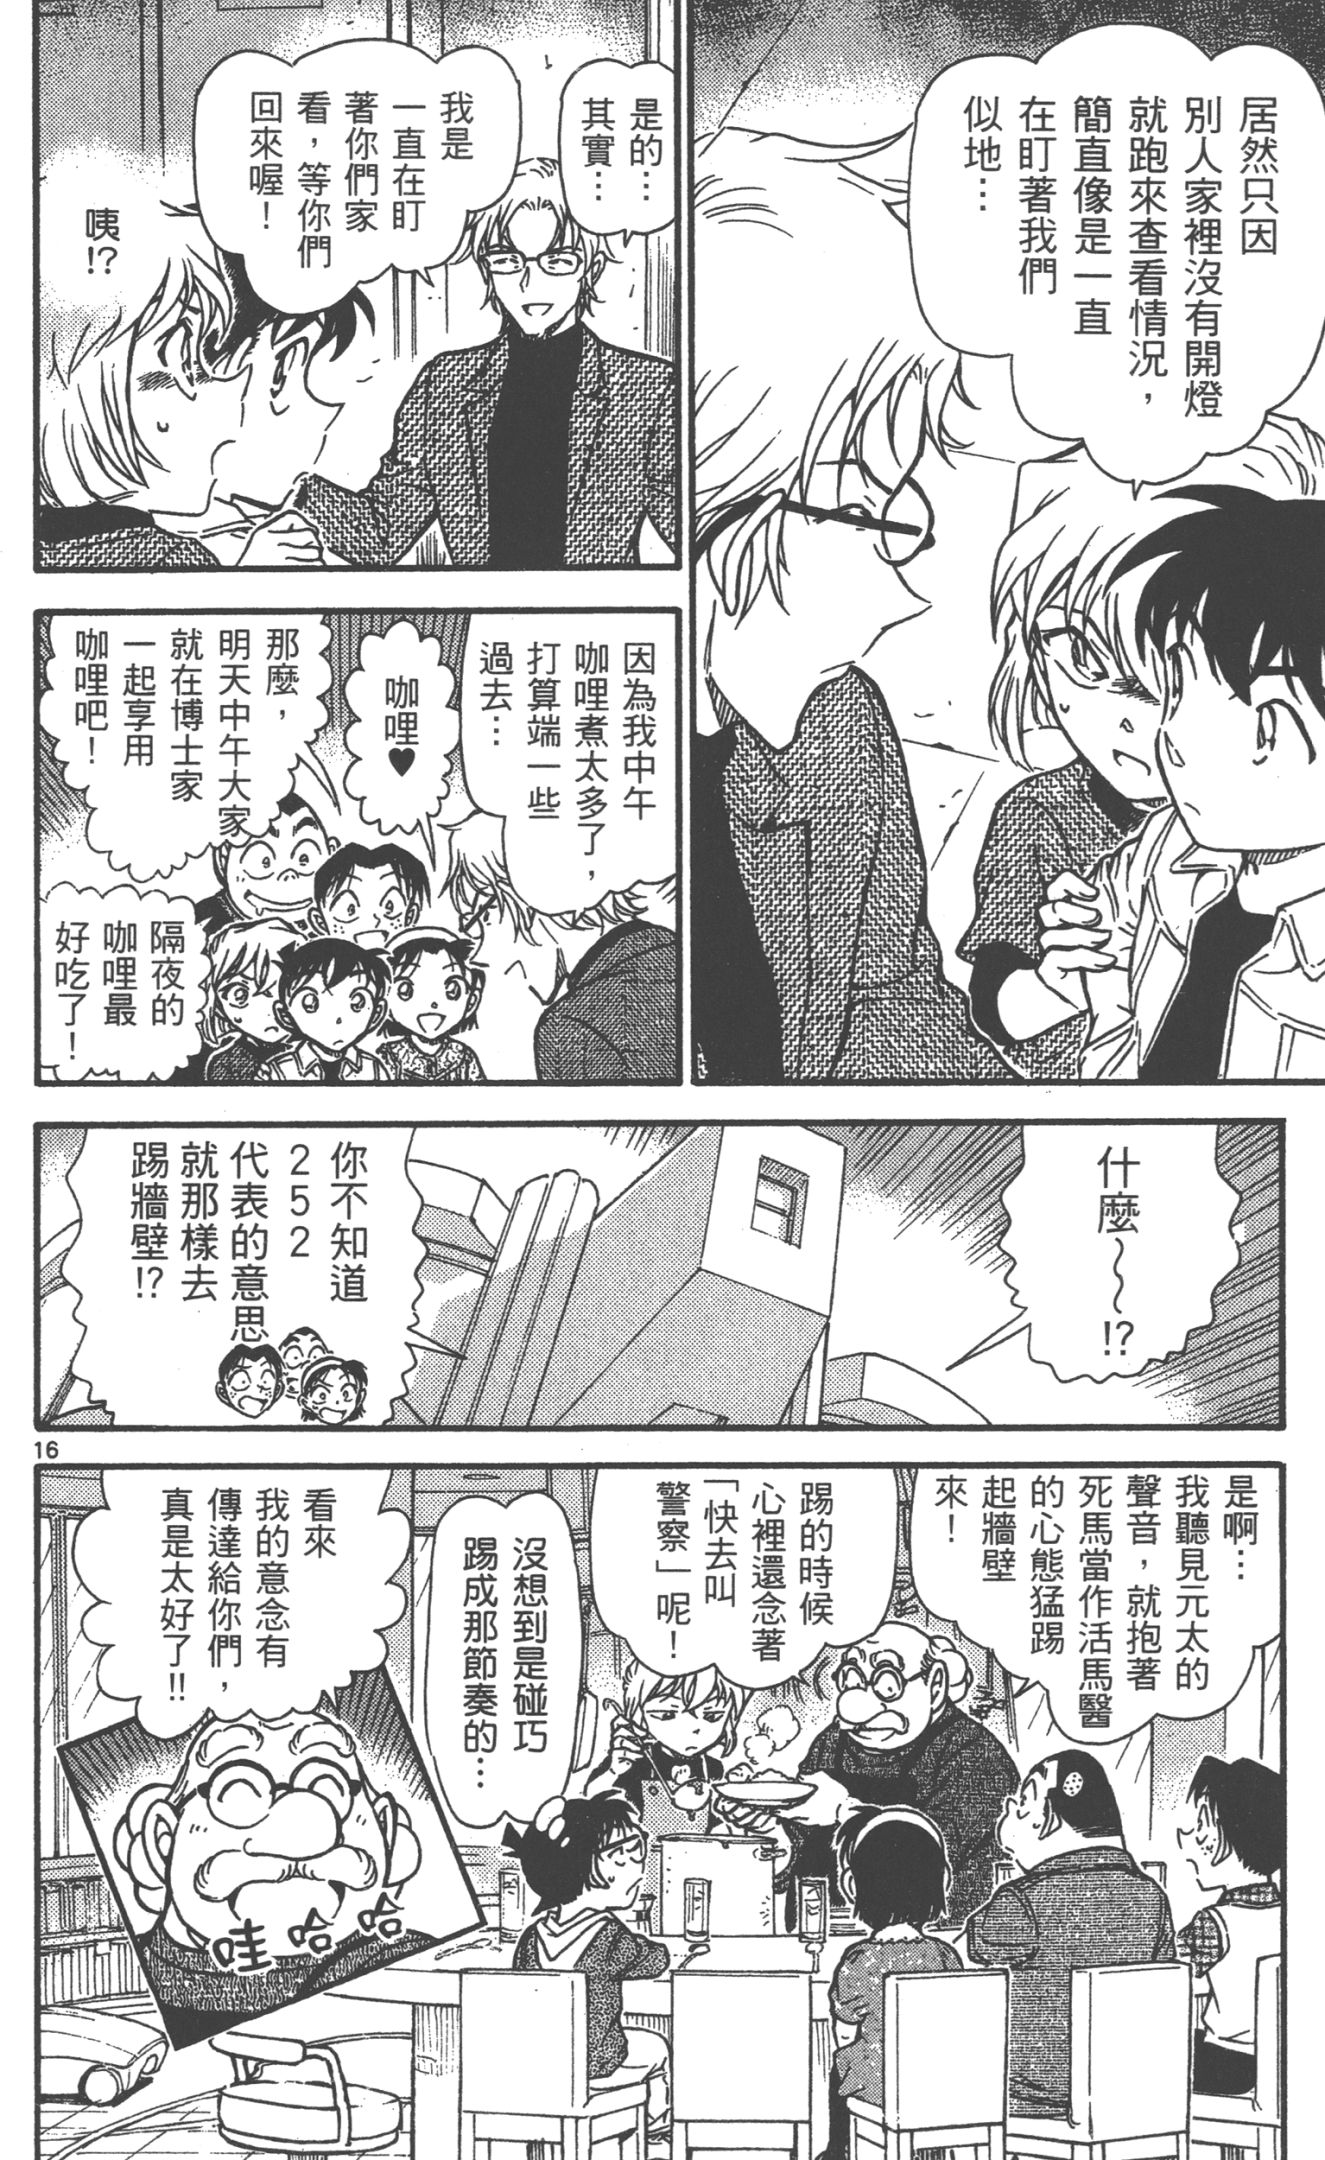 居然只因
別人家裡沒有開燈
就跑來查看情況，
簡直像是一直
在盯著我們
似地…
是的…
其實…
我是
一直在盯
著你們家
看，等你們
回來喔！
咦!?
因為我中午
咖哩煮太多了，
打算端一些
過去…
咖哩♥
那麼，
明天中午大家
就在博士家
一起享用
咖哩吧！
隔夜的
咖哩最
好吃了！
什麼～～!?
你不知道
252
代表的意思
就那樣去
踢牆壁!?
16
是啊…
我聽見元太的
聲音，就抱著
死馬當作活馬醫
的心態猛踢
起牆壁
來！
踢的時候
心裡還念著
「快去叫
警察」呢！
沒想到是碰巧
踢成那節奏的…
看來
我的意念有
傳達給你們，
真是太好了!!
哇哈哈